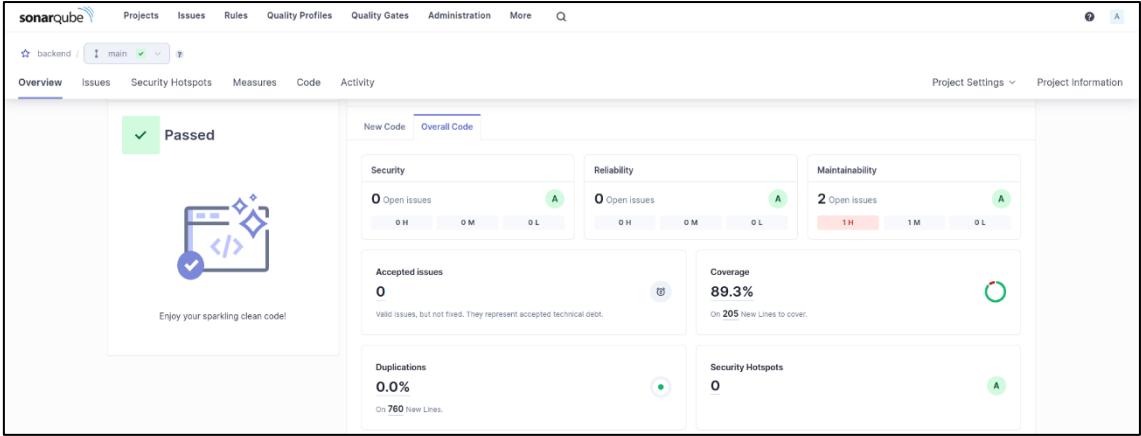 sonarqube Projects Issues Rules Quality Profiles Quality Gates Administration More ? A
backend / main ?
Overview Issues Security Hotspots Measures Code Activity Project Settings Project Information
Passed
Enjoy your sparkling clean code!
New Code Overall Code
Security
0 Open issues A
0 H 0 M 0 L
Reliability
0 Open issues A
0 H 0 M 0 L
Maintainability
2 Open issues A
1 H 1 M 0 L
Accepted issues
0
Valid issues, but not fixed. They represent accepted technical debt.
Coverage
89.3%
On 205 New Lines to cover.
Duplications
0.0%
On 760 New Lines.
Security Hotspots
0 A